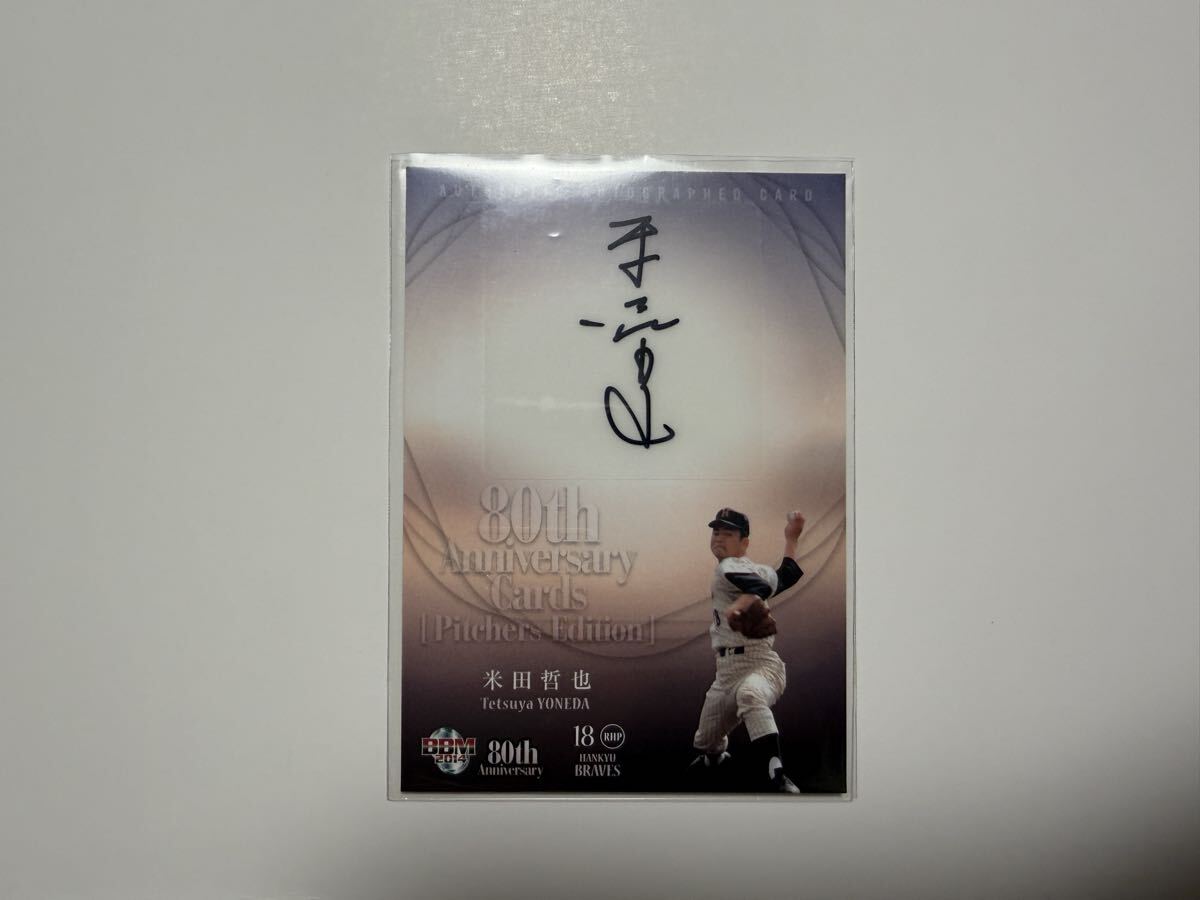 AUTHENTIC AUTOGRAPHED CARD
80th
Anniversary
Cards
[Pitchers Edition]
米田哲也
Tetsuya YONEDA
BBM
2014
80th
Anniversary
18 RHP
HANKYU
BRAVES